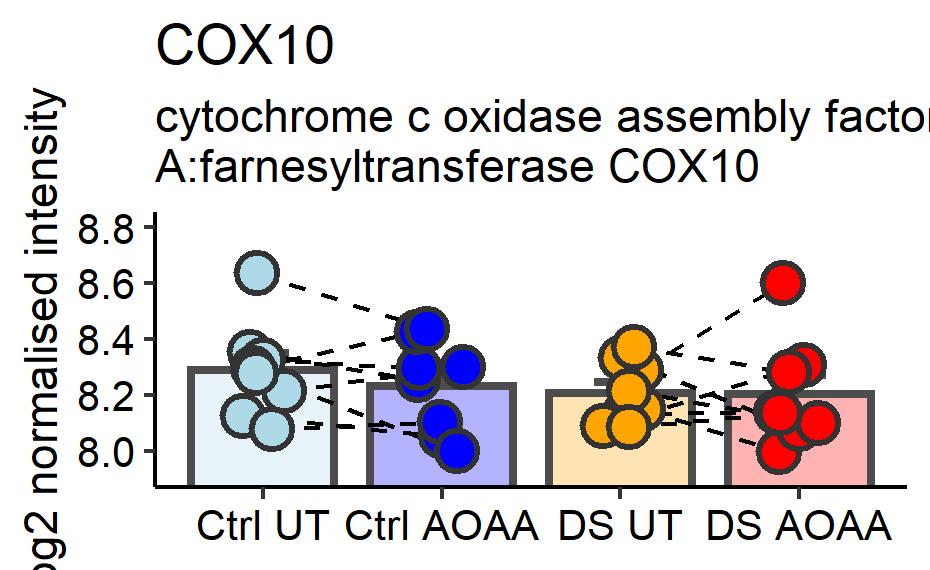 COX10
cytochrome c oxidase assembly factor
A:farnesyltransferase COX10
og2 normalised intensity
8.8
8.6
8.4
8.2
8.0
Ctrl UT
Ctrl AOAA
DS UT
DS AOAA